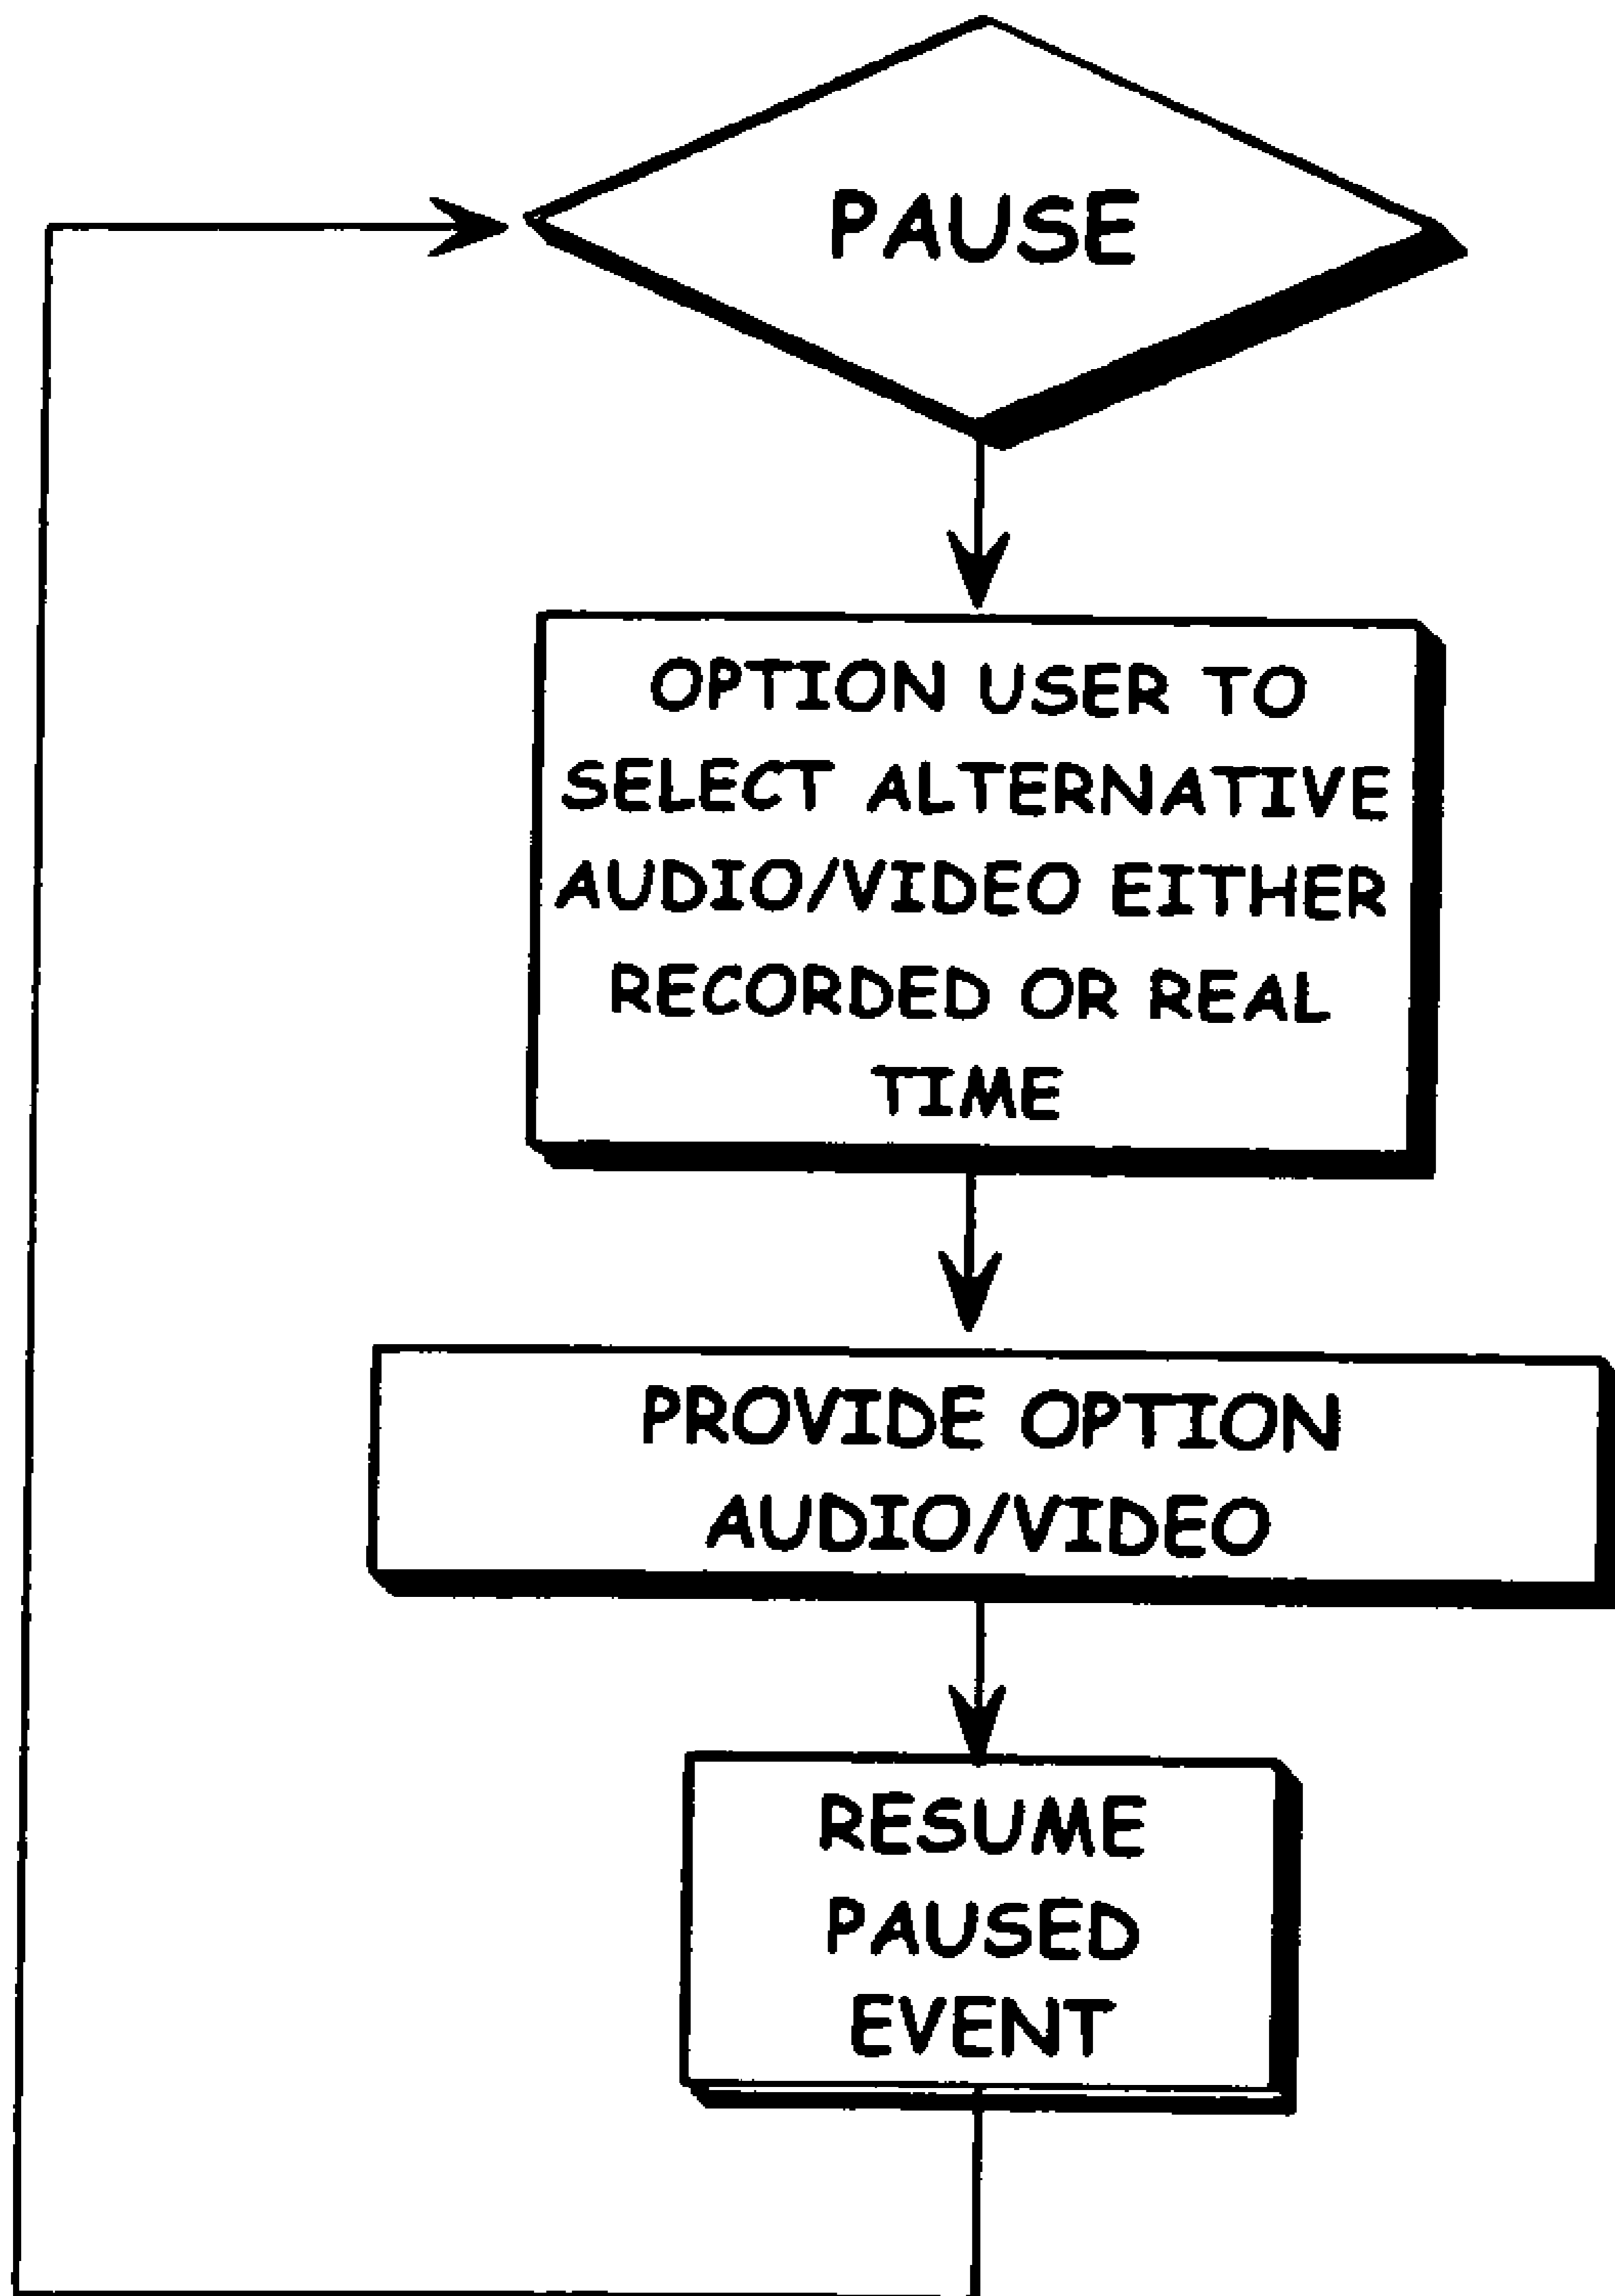 PAUSE
OPTION USER TO
SELECT ALTERNATIVE
AUDIO/VIDEO EITHER
RECORDED OR REAL
TIME
PROVIDE OPTION
AUDIO/VIDEO
RESUME
PAUSED
EVENT